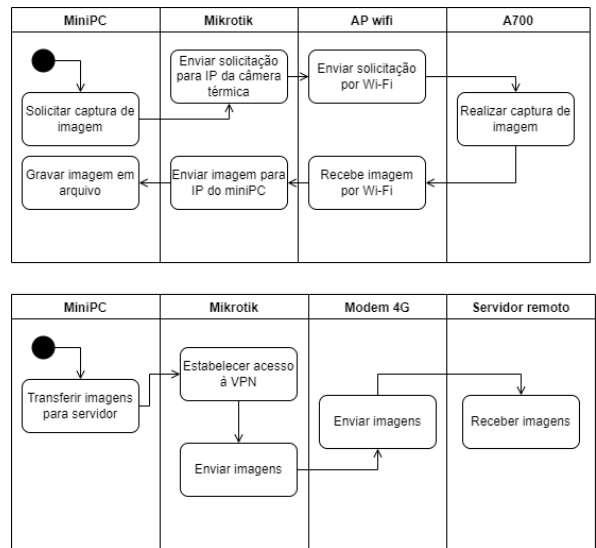 MiniPC
Mikrotik
AP wifi
A700
Solicitar captura de
imagem
Enviar solicitação
para IP da câmera
térmica
Enviar solicitação
por Wi-Fi
Realizar captura de
imagem
Gravar imagem em
arquivo
Enviar imagem para
IP do miniPC
Recebe imagem
por Wi-Fi
MiniPC
Mikrotik
Modem 4G
Servidor remoto
Transferir imagens
para servidor
Estabelecer acesso
à VPN
Enviar imagens
Enviar imagens
Receber imagens